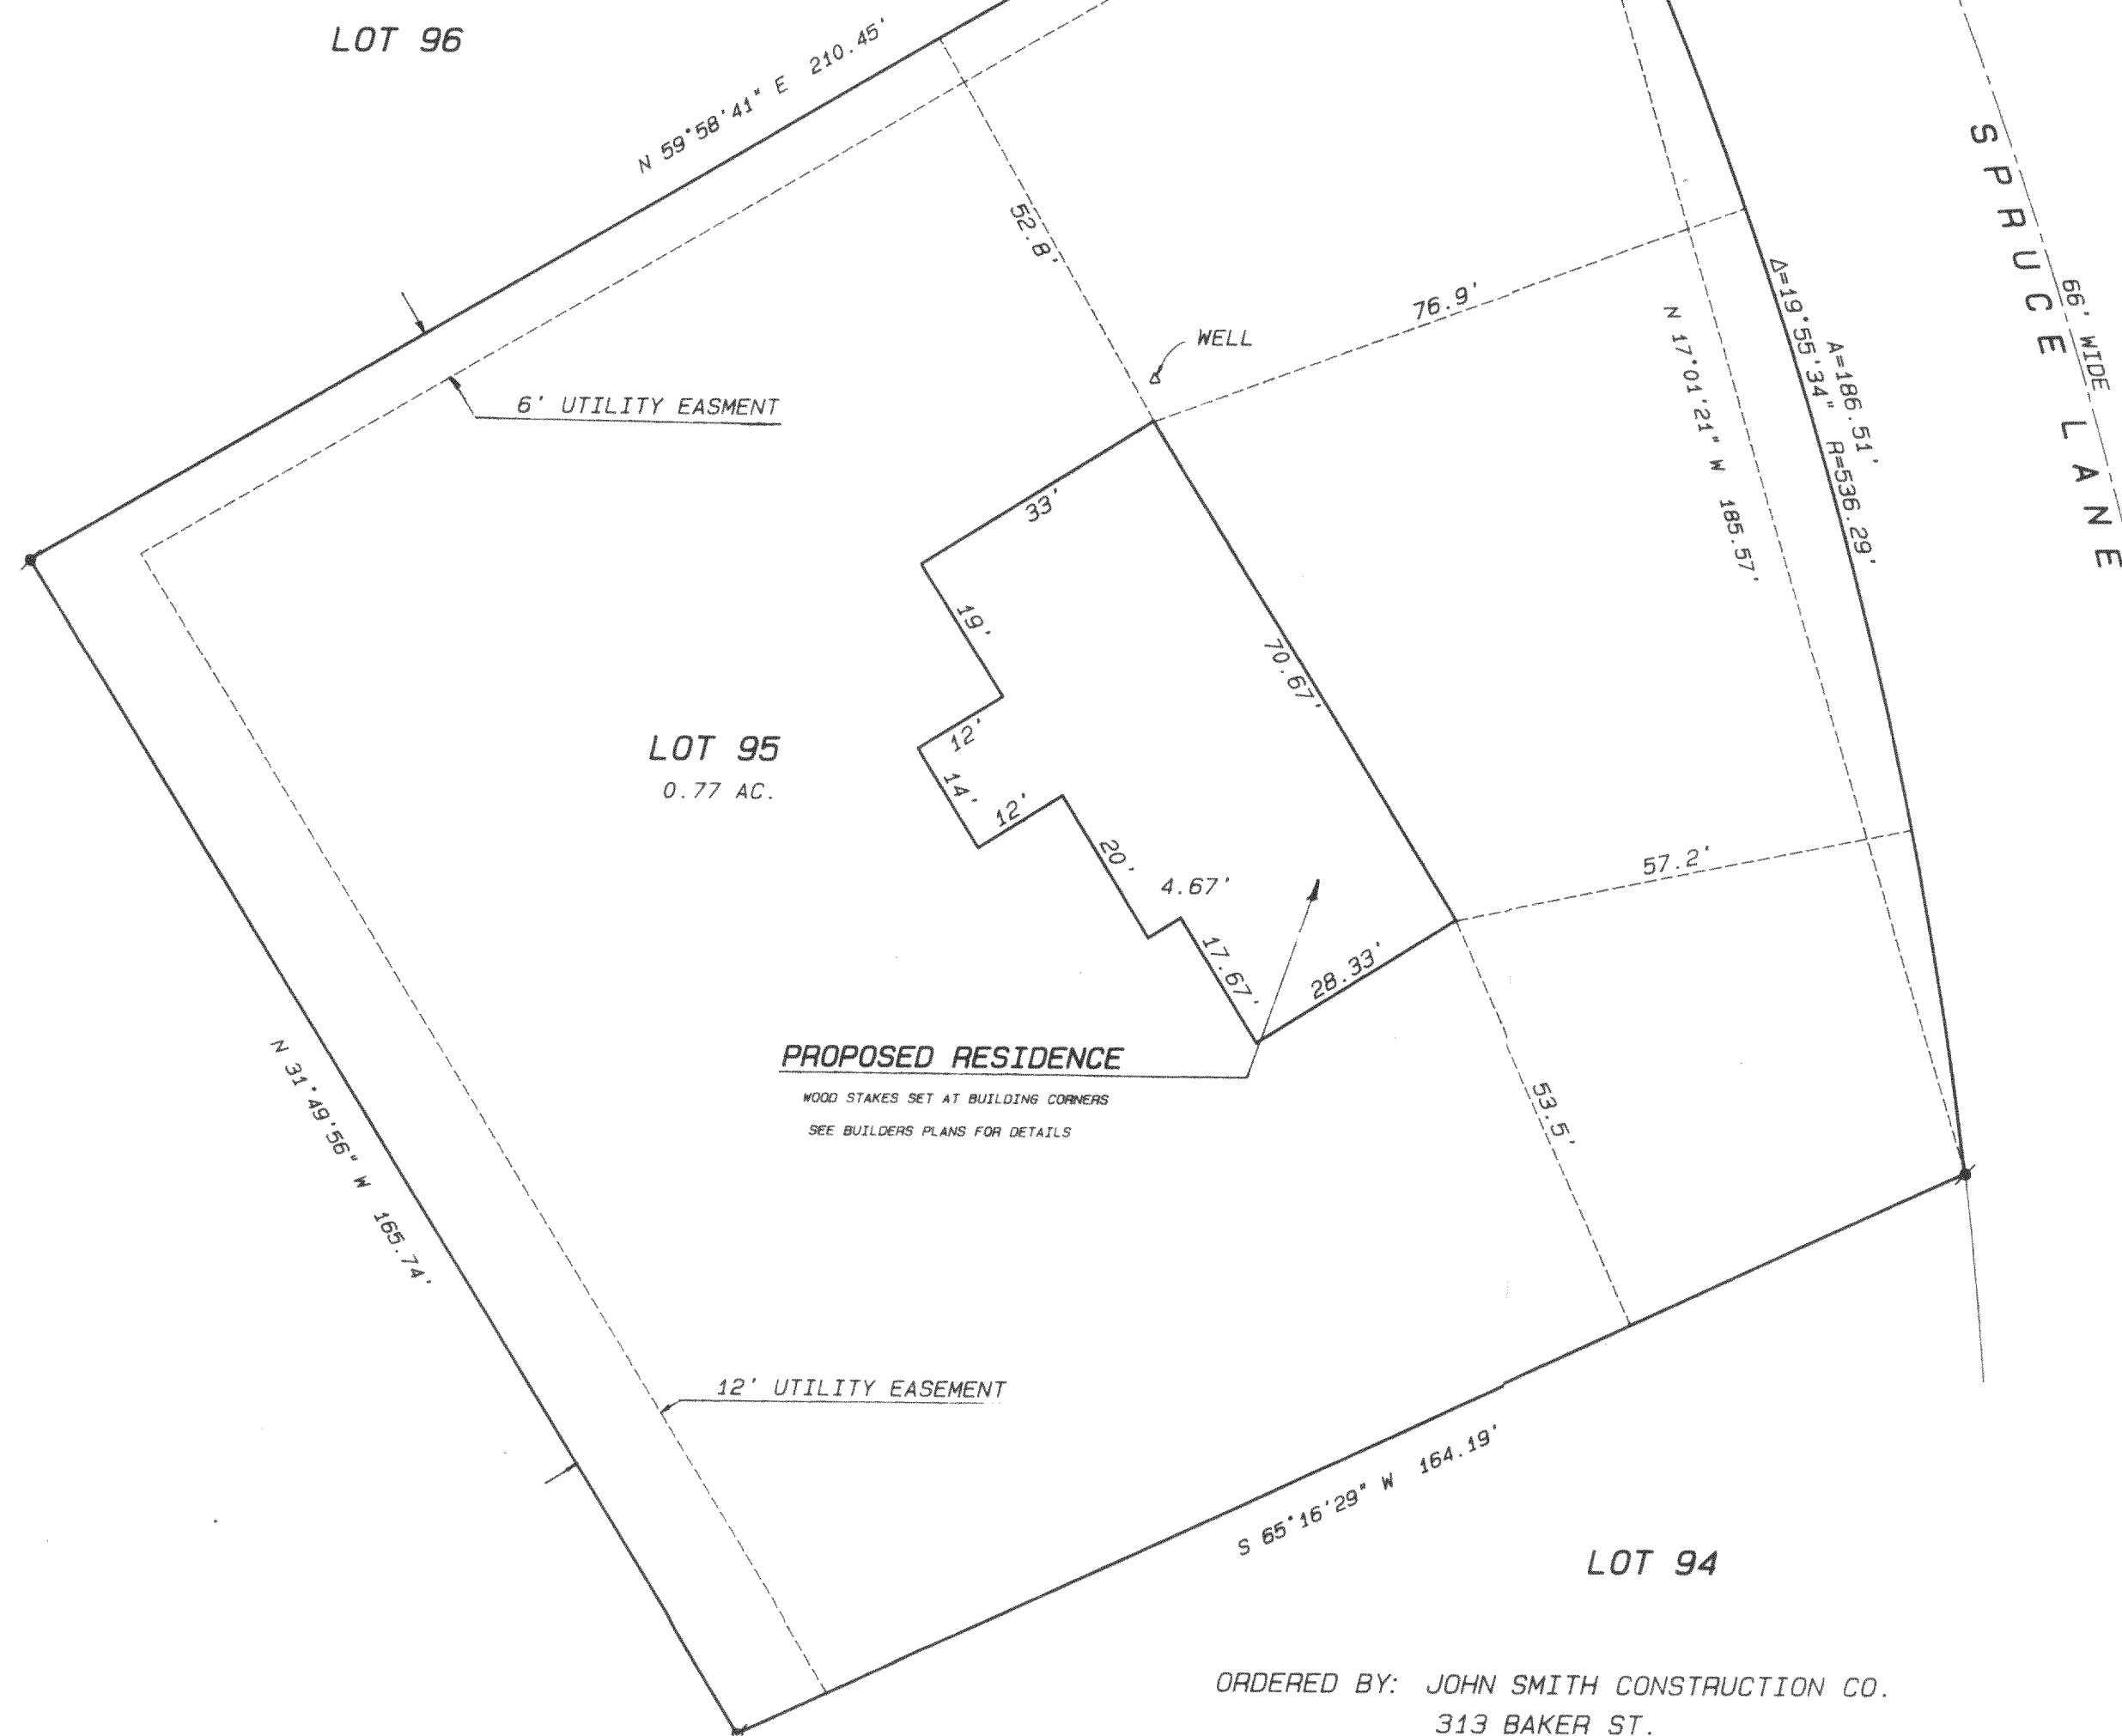 LOT 96
N 59°58'41" E 210.45'
SPRUCE LANE
66' WIDE
52.8'
76.9'
WELL
Δ=19°55'34" R=536.29'
A=186.51'
N 17°01'21" W 185.57'
6' UTILITY EASMENT
33'
19'
70.67'
12'
LOT 95
0.77 AC.
14'
12'
20'
4.67'
57.2'
17.67'
28.33'
PROPOSED RESIDENCE
WOOD STAKES SET AT BUILDING CORNERS
SEE BUILDERS PLANS FOR DETAILS
N 31°49'56" W 165.74'
53.5'
12' UTILITY EASEMENT
S 65°16'29" W 164.19'
LOT 94
ORDERED BY: JOHN SMITH CONSTRUCTION CO.
313 BAKER ST.